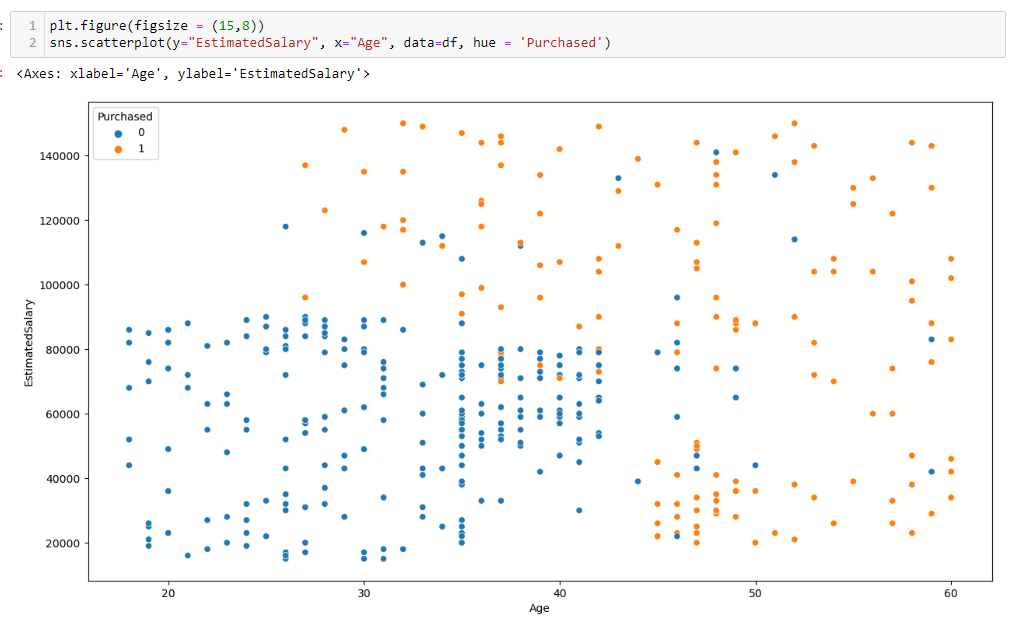 1 plt.figure(figsize = (15,8))
2 sns.scatterplot(y="EstimatedSalary", x="Age", data=df, hue = 'Purchased')
<Axes: xlabel='Age', ylabel='EstimatedSalary'>
Purchased
0
1
140000
120000
100000
80000
60000
40000
20000
EstimatedSalary
20 30 40 50 60
Age